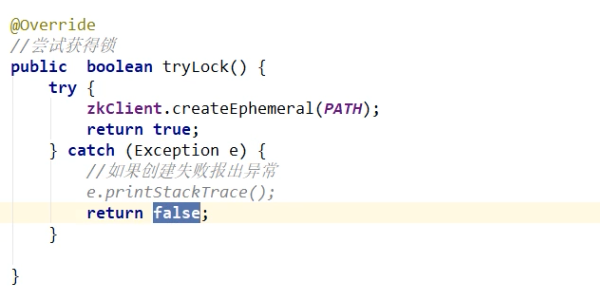 @Override
//尝试获得锁
public  boolean tryLock() {
    try {
        zkClient.createEphemeral(PATH);
        return true;
    } catch (Exception e) {
        //如果创建失败报出异常
        e.printStackTrace();
        return false;
    }
}